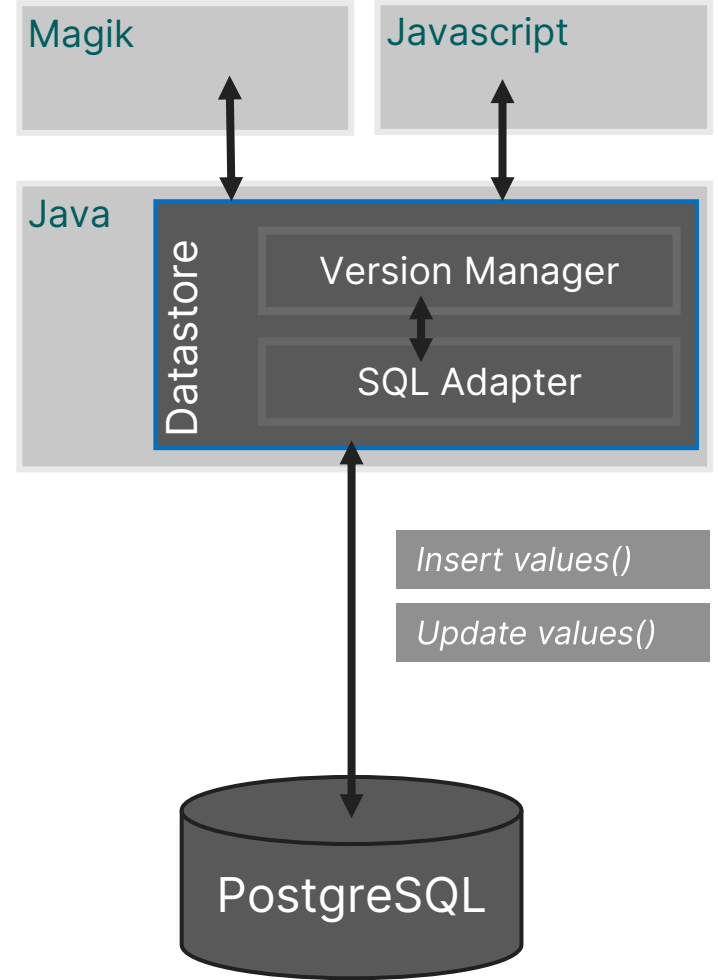 Magik
Javascript
Java
Datastore
Version Manager
SQL Adapter
Insert values()
Update values()
PostgreSQL